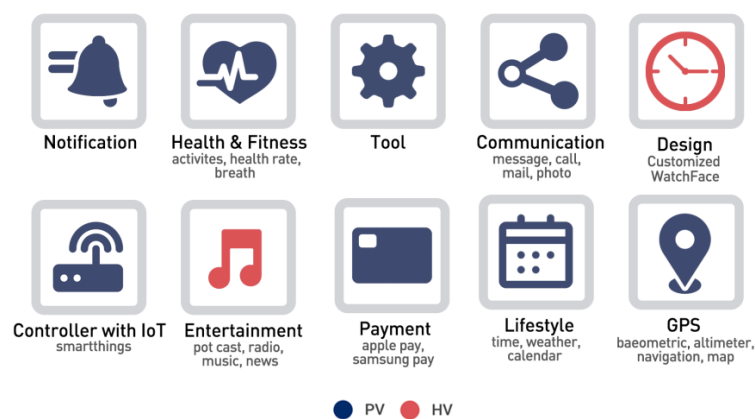 Notification
Health & Fitness
activites, health rate,
breath
Tool
Communication
message, call,
mail, photo
Design
Customized
WatchFace
Controller with IoT
smartthings
Entertainment
pot cast, radio,
music, news
Payment
apple pay,
samsung pay
Lifestyle
time, weather,
calendar
GPS
baeometric, altimeter,
navigation, map
PV
HV